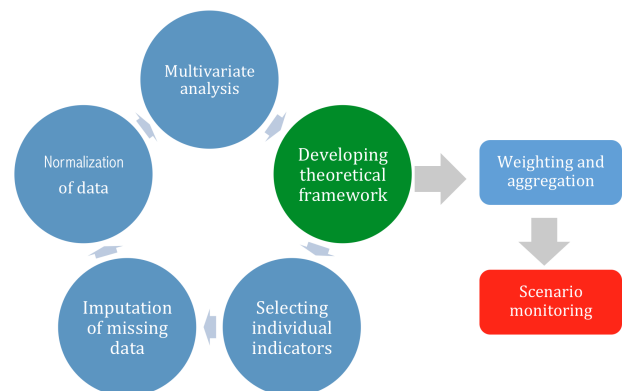 Multivariate
analysis
Normalization
of data
Developing
theoretical
framework
Weighting and
aggregation
Imputation
of missing
data
Selecting
individual
indicators
Scenario
monitoring